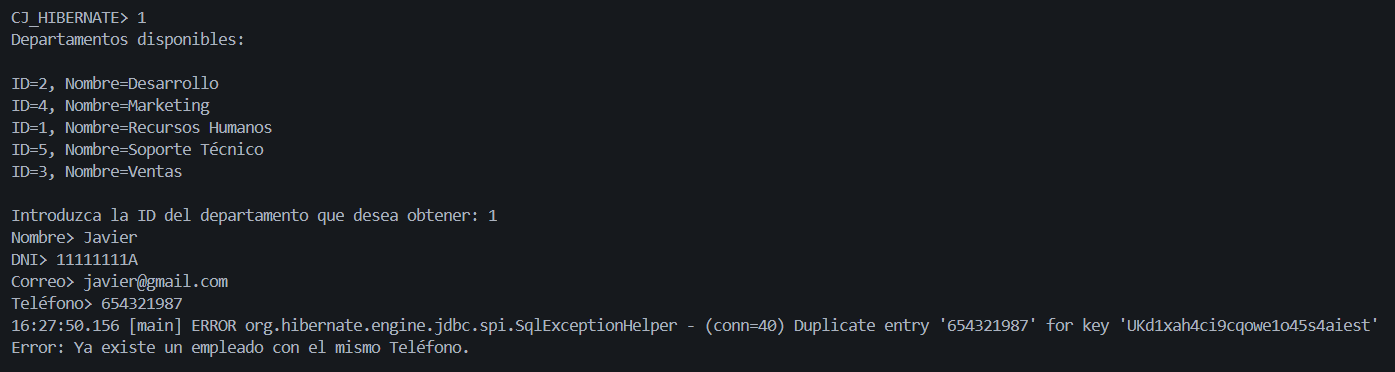 CJ_HIBERNATE> 1
Departamentos disponibles:
ID=2, Nombre=Desarrollo
ID=4, Nombre=Marketing
ID=1, Nombre=Recursos Humanos
ID=5, Nombre=Soporte Técnico
ID=3, Nombre=Ventas
Introduzca la ID del departamento que desea obtener: 1
Nombre> Javier
DNI> 11111111A
Correo> javier@gmail.com
Teléfono> 654321987
16:27:50.156 [main] ERROR org.hibernate.engine.jdbc.spi.SqlExceptionHelper - (conn=40) Duplicate entry '654321987' for key 'UKd1xah4ci9cqowe1o45s4aiest'
Error: Ya existe un empleado con el mismo Teléfono.